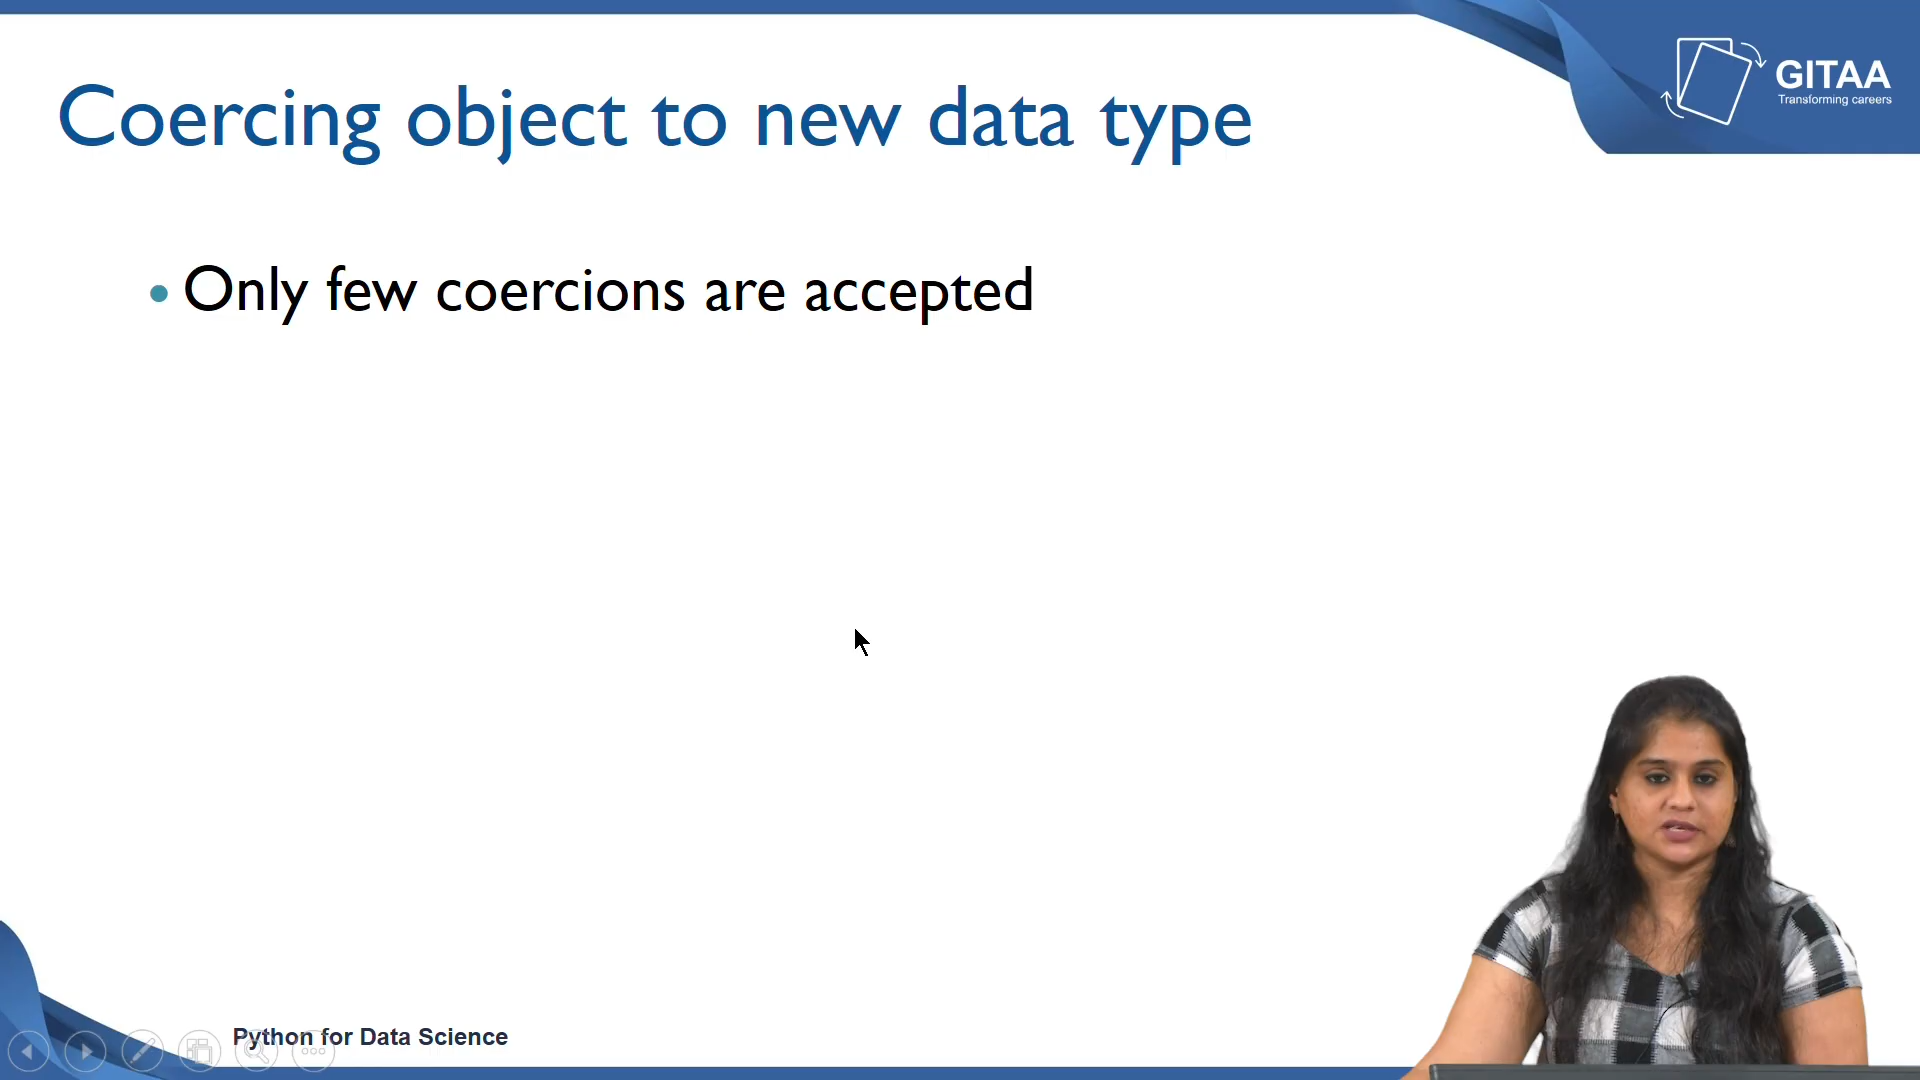 GITAA
Transforming careers
Coercing object to new data type
• Only few coercions are accepted
Python for Data Science